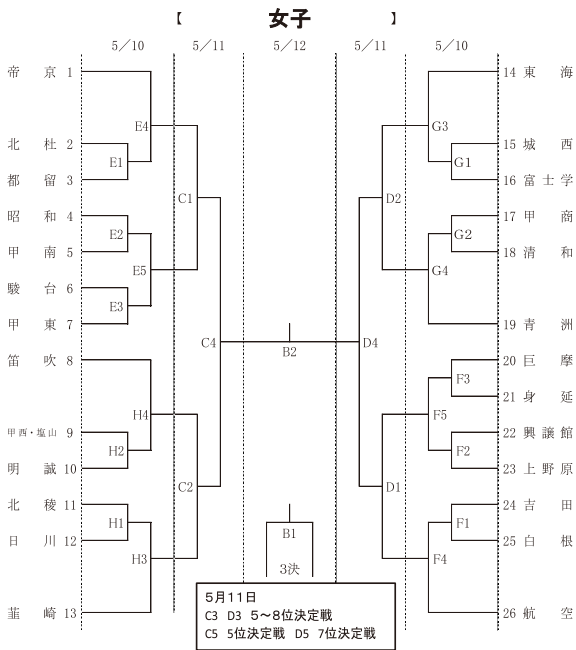 【 女子 】
5／10 5／11 5／12 5／11 5／10
帝 京 1
14 東 海
E4
G3
北 杜 2
15 城 西
E1
G1
都 留 3
16 富 士 学
C1
D2
昭 和 4
17 甲 商
E2
G2
甲 南 5
18 清 和
E5
G4
駿 台 6
E3
甲 東 7
19 青 洲
C4
B2
D4
笛 吹 8
20 巨 摩
F3
21 身 延
H4
F5
甲西・塩山 9
22 興 譲 館
H2
F2
明 誠 10
23 上 野 原
C2
D1
北 稜 11
24 吉 田
H1
F1
日 川 12
25 白 根
B1
H3
F4
3決
韮 崎 13
26 航 空
5月11日
C3 D3 5～8位決定戦
C5 5位決定戦 D5 7位決定戦